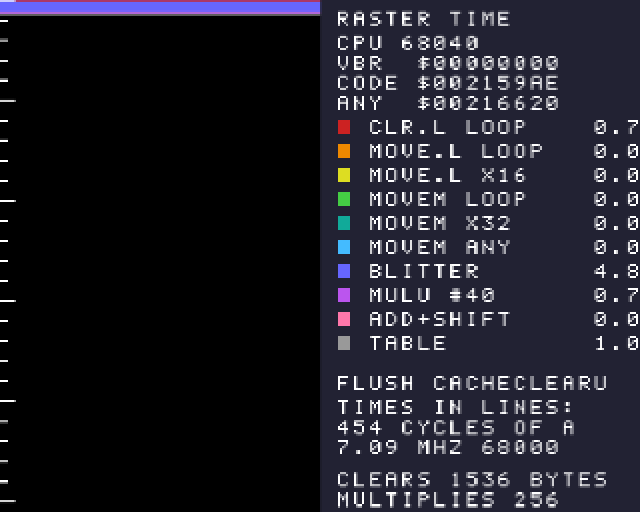 RASTER TIME
CPU 68040
VBR $00000000
CODE $002159AE
ANY $00216620
CLR.L LOOP 0.7
MOVE.L LOOP 0.0
MOVE.L X16 0.0
MOVEM LOOP 0.0
MOVEM X32 0.0
MOVEM ANY 0.0
BLITTER 4.8
MULU #40 0.7
ADD+SHIFT 0.0
TABLE 1.0
FLUSH CACHECLEARU
TIMES IN LINES:
454 CYCLES OF A
7.09 MHZ 68000
CLEARS 1536 BYTES
MULTIPLIES 256